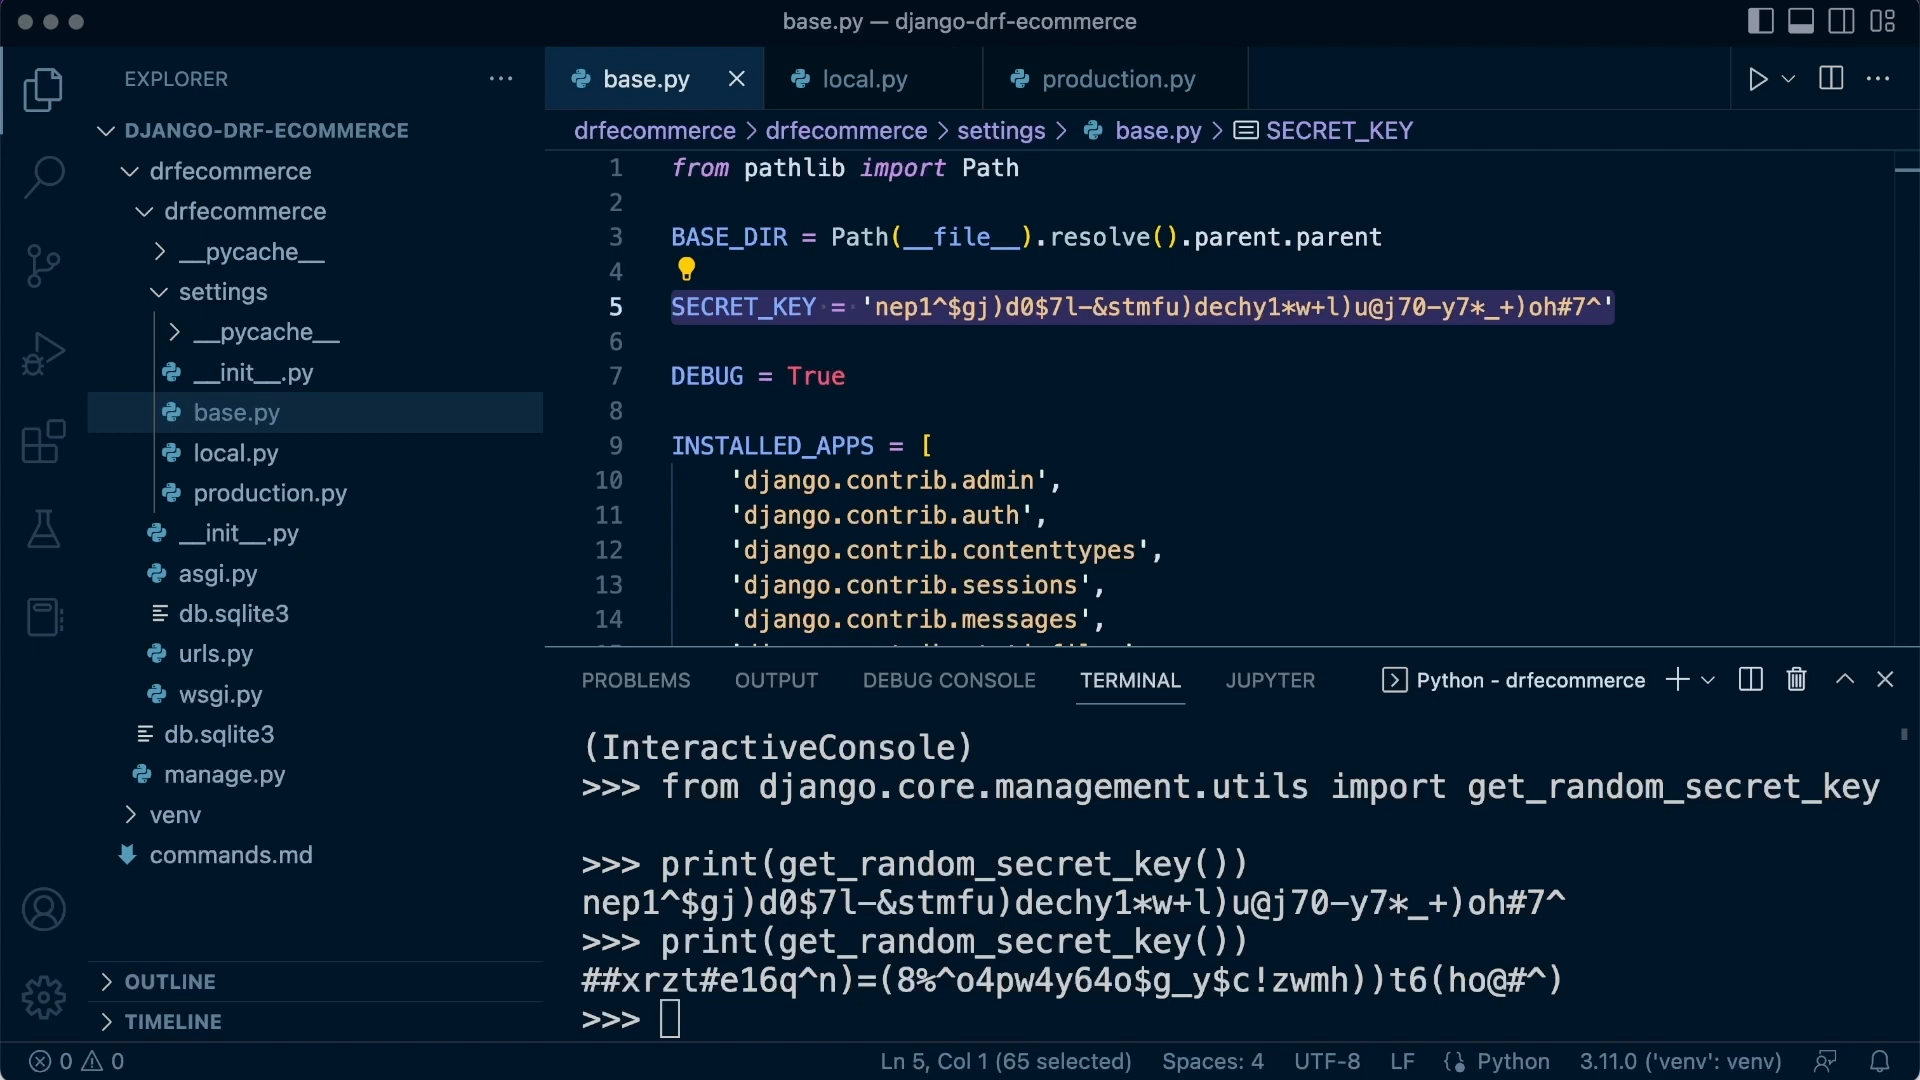 base.py — django-drf-ecommerce
EXPLORER
DJANGO-DRF-ECOMMERCE
drfecommerce
drfecommerce
__pycache__
settings
__pycache__
__init__.py
base.py
local.py
production.py
__init__.py
asgi.py
db.sqlite3
urls.py
wsgi.py
db.sqlite3
manage.py
venv
commands.md
OUTLINE
TIMELINE
base.py local.py production.py
drfecommerce > drfecommerce > settings > base.py > SECRET_KEY
1 from pathlib import Path
2
3 BASE_DIR = Path(__file__).resolve().parent.parent
4
5 SECRET_KEY = 'nep1^$gj)d0$7l-&stmfu)dechy1*w+l)u@j70-y7*_+)oh#7^'
6
7 DEBUG = True
8
9 INSTALLED_APPS = [
10 'django.contrib.admin',
11 'django.contrib.auth',
12 'django.contrib.contenttypes',
13 'django.contrib.sessions',
14 'django.contrib.messages',
PROBLEMS OUTPUT DEBUG CONSOLE TERMINAL JUPYTER Python - drfecommerce
(InteractiveConsole)
>>> from django.core.management.utils import get_random_secret_key
>>> print(get_random_secret_key())
nep1^$gj)d0$7l-&stmfu)dechy1*w+l)u@j70-y7*_+)oh#7^
>>> print(get_random_secret_key())
##xrzt#e16q^n)=(8%^o4pw4y64o$g_y$c!zwmh))t6(ho@#^)
>>>
0 0 Ln 5, Col 1 (65 selected) Spaces: 4 UTF-8 LF Python 3.11.0 ('venv': venv)